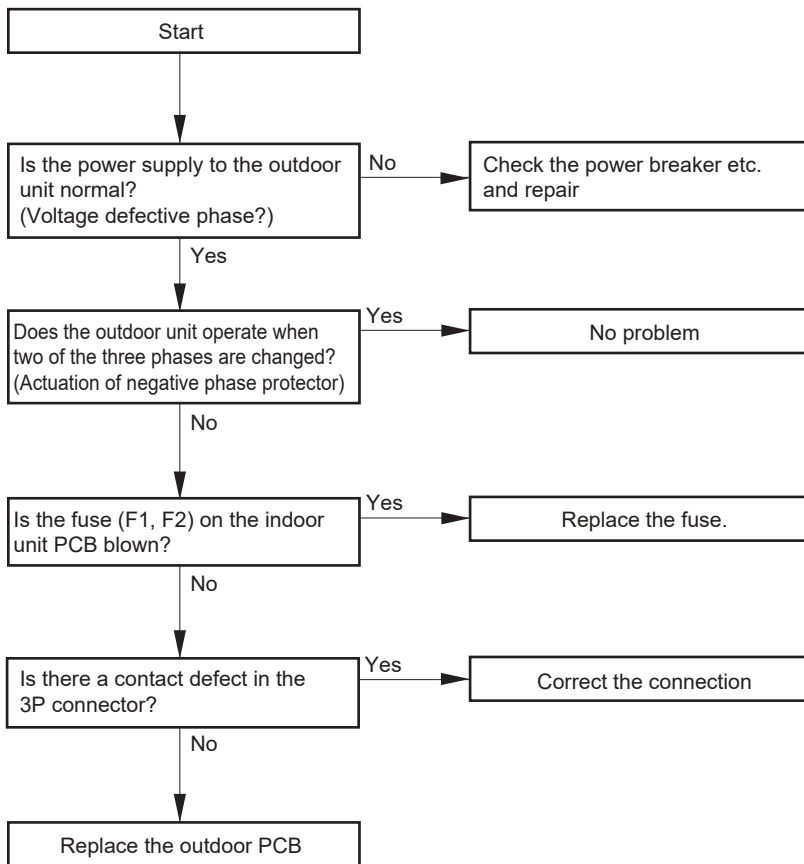 Start
Is the power supply to the outdoor
unit normal?
(Voltage defective phase?)
No
Check the power breaker etc.
and repair
Yes
Does the outdoor unit operate when
two of the three phases are changed?
(Actuation of negative phase protector)
Yes
No problem
No
Is the fuse (F1, F2) on the indoor
unit PCB blown?
Yes
Replace the fuse.
No
Is there a contact defect in the
3P connector?
Yes
Correct the connection
No
Replace the outdoor PCB